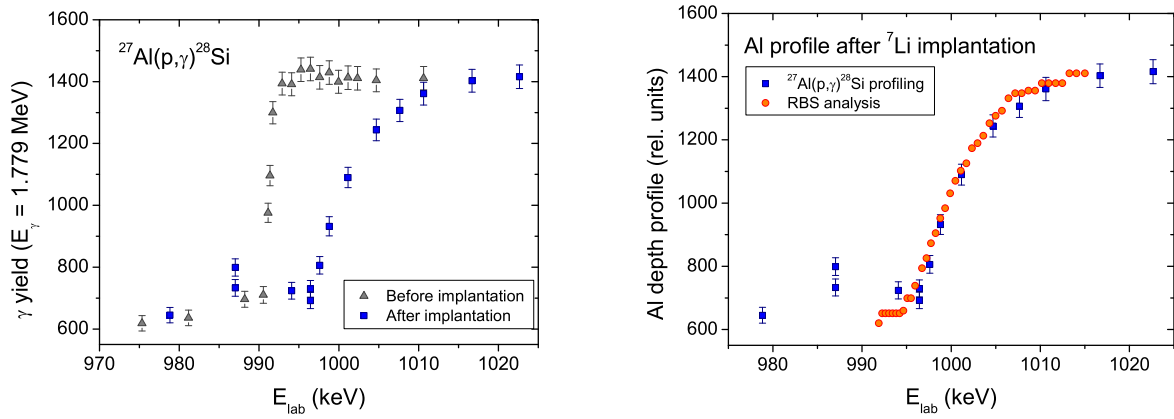 1600
1400
1200
1000
800
600
γ yield (Eγ = 1.779 MeV)
²⁷Al(p,γ)²⁸Si
Before implantation
After implantation
970 980 990 1000 1010 1020
E_lab (keV)
1600
1400
1200
1000
800
600
Al depth profile (rel. units)
Al profile after ⁷Li implantation
²⁷Al(p,γ)²⁸Si profiling
RBS analysis
980 990 1000 1010 1020
E_lab (keV)